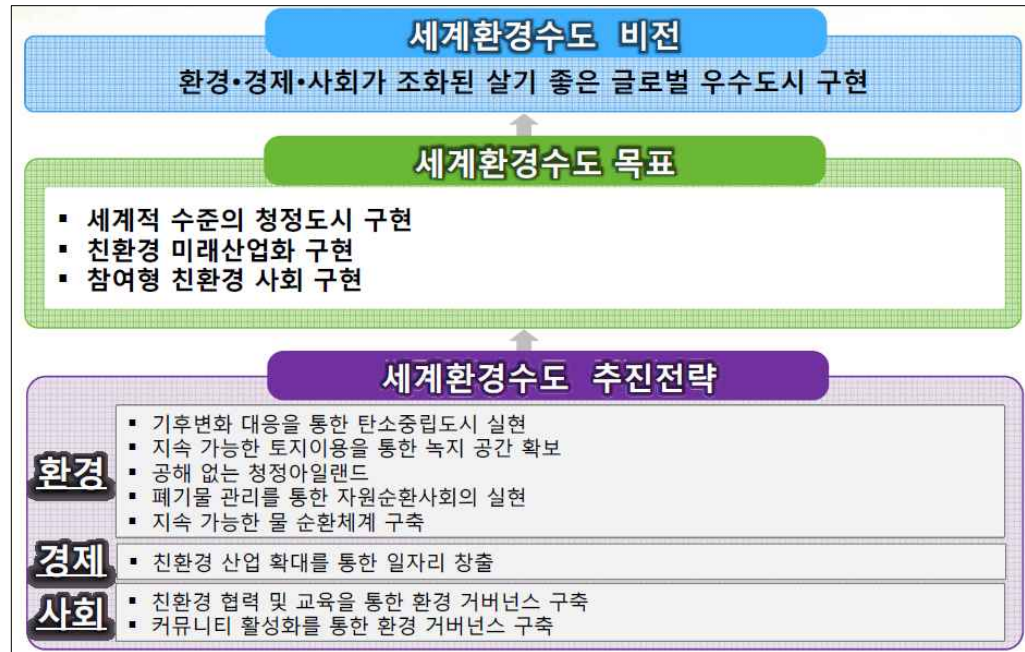 세계환경수도 비전
환경•경제•사회가 조화된 살기 좋은 글로벌 우수도시 구현
세계환경수도 목표
▪ 세계적 수준의 청정도시 구현
▪ 친환경 미래산업화 구현
▪ 참여형 친환경 사회 구현
세계환경수도 추진전략
환경
▪ 기후변화 대응을 통한 탄소중립도시 실현
▪ 지속 가능한 토지이용을 통한 녹지 공간 확보
▪ 공해 없는 청정아일랜드
▪ 폐기물 관리를 통한 자원순환사회의 실현
▪ 지속 가능한 물 순환체계 구축
경제
▪ 친환경 산업 확대를 통한 일자리 창출
사회
▪ 친환경 협력 및 교육을 통한 환경 거버넌스 구축
▪ 커뮤니티 활성화를 통한 환경 거버넌스 구축